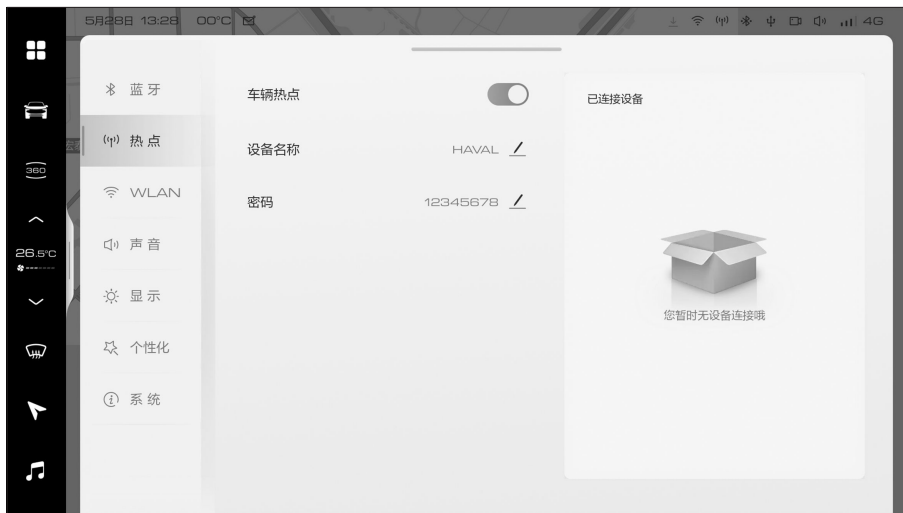 5月28日 13:28 00°C
4G
蓝牙
热点
WLAN
声音
显示
个性化
系统
车辆热点
设备名称 HAVAL
密码 12345678
已连接设备
您暂时无设备连接哦
360
26.5°C